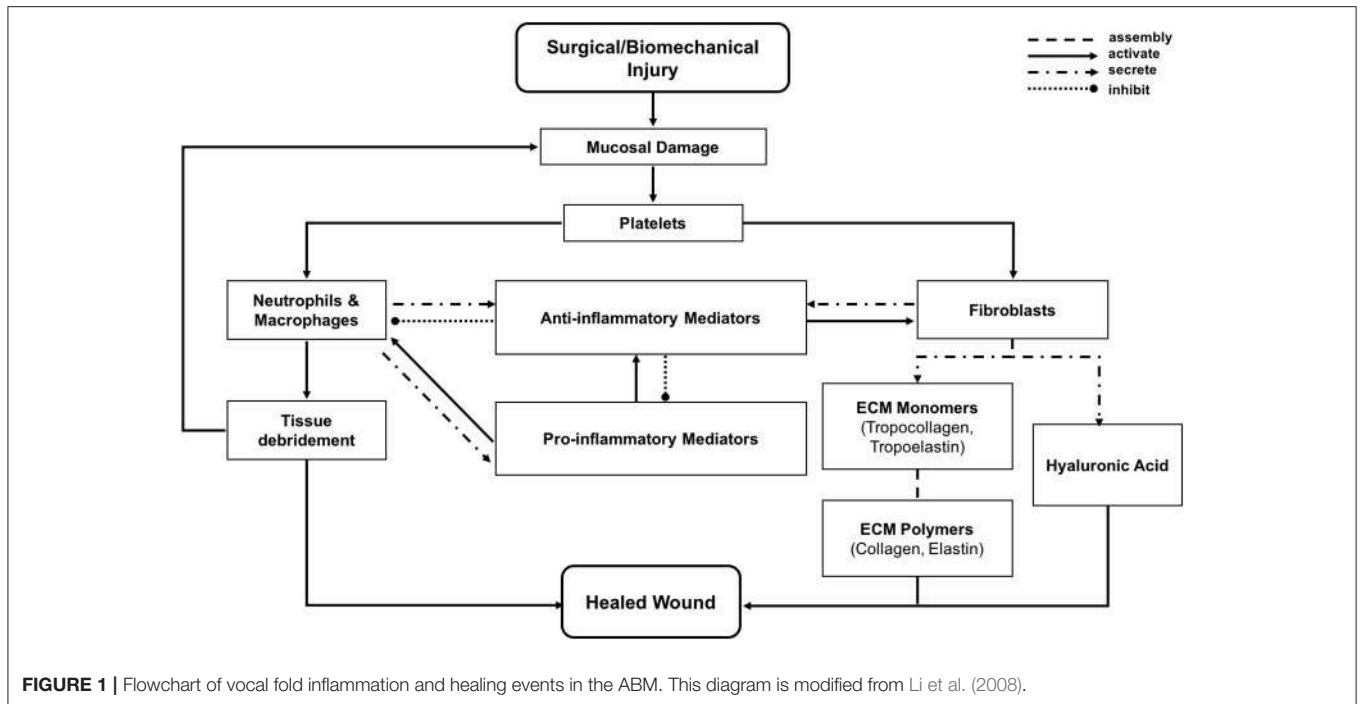 Surgical/Biomechanical
Injury
assembly
activate
secrete
inhibit
Mucosal Damage
Platelets
Neutrophils &
Macrophages
Anti-inflammatory Mediators
Fibroblasts
Tissue
debridement
Pro-inflammatory Mediators
ECM Monomers
(Tropocollagen,
Tropoelastin)
Hyaluronic Acid
ECM Polymers
(Collagen, Elastin)
Healed Wound
FIGURE 1 | Flowchart of vocal fold inflammation and healing events in the ABM. This diagram is modified from Li et al. (2008).